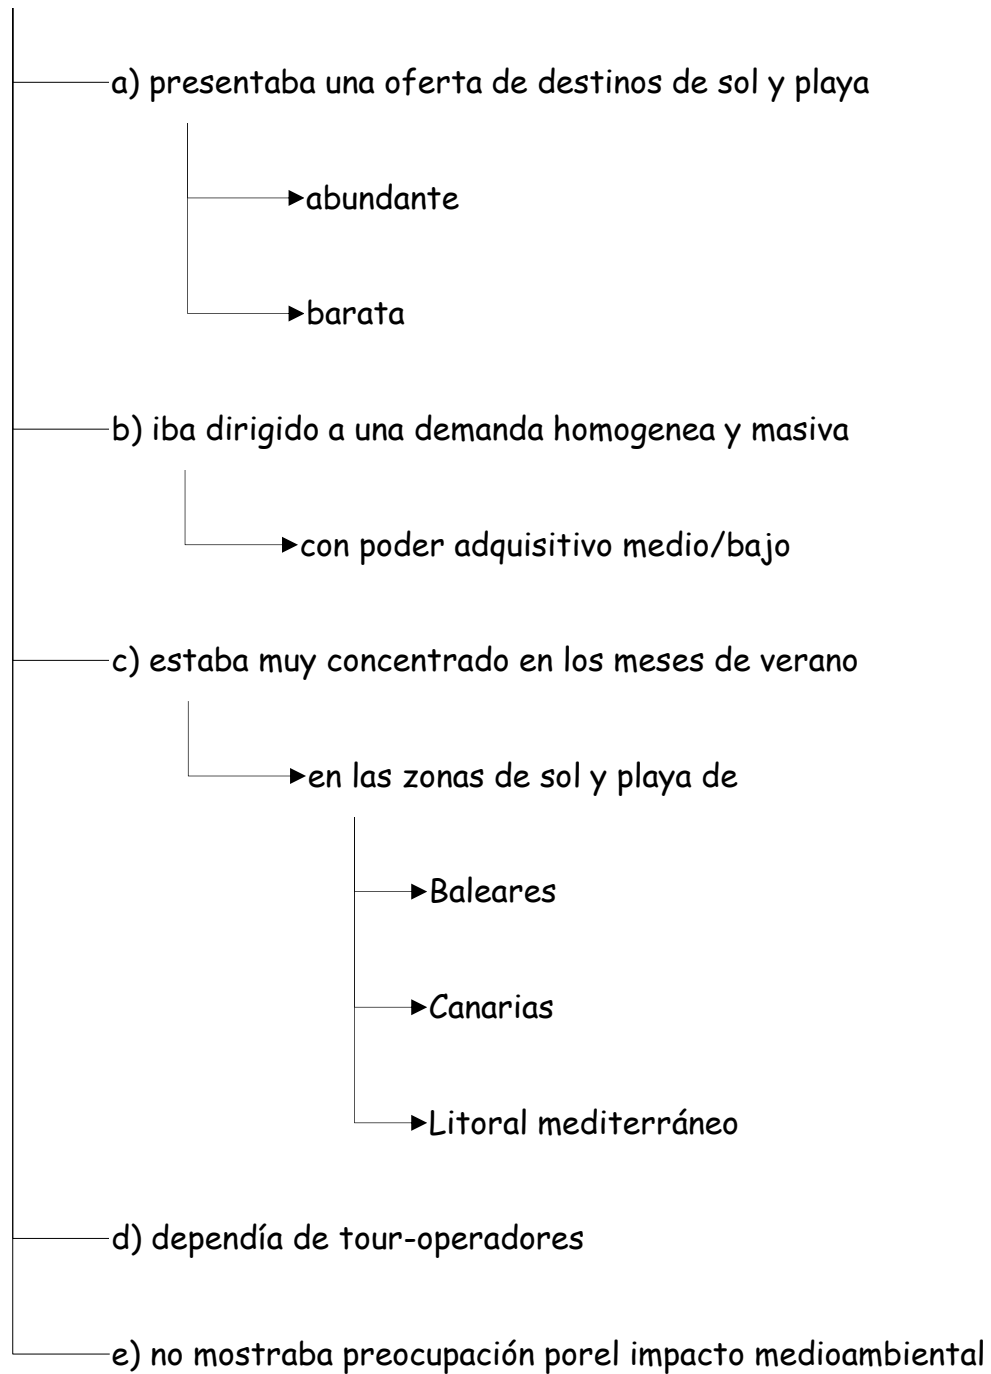 a) presentaba una oferta de destinos de sol y playa
abundante
barata
b) iba dirigido a una demanda homogenea y masiva
con poder adquisitivo medio/bajo
c) estaba muy concentrado en los meses de verano
en las zonas de sol y playa de
Baleares
Canarias
Litoral mediterráneo
d) dependía de tour-operadores
e) no mostraba preocupación porel impacto medioambiental